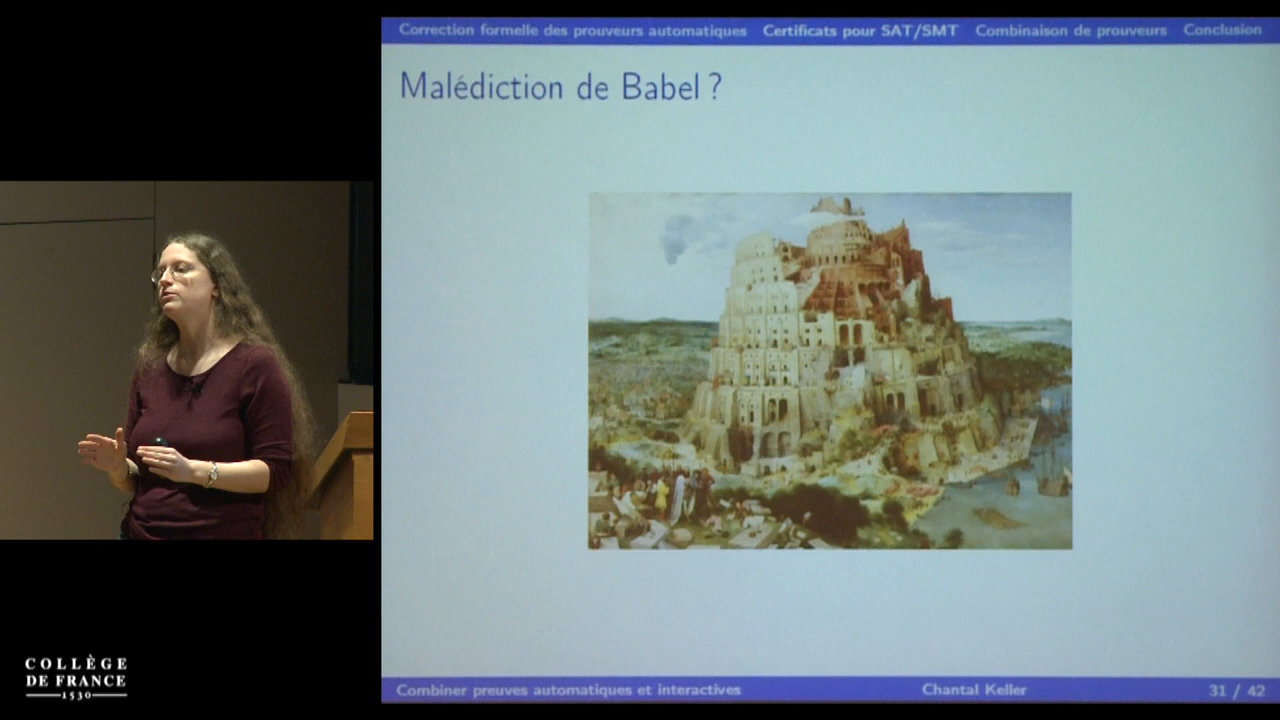 Correction formelle des prouveurs automatiques Certificats pour SAT/SMT Combinaison de prouveurs Conclusion
Malédiction de Babel ?
COLLÈGE
DE FRANCE
1530
Combiner preuves automatiques et interactives Chantal Keller 31 / 42